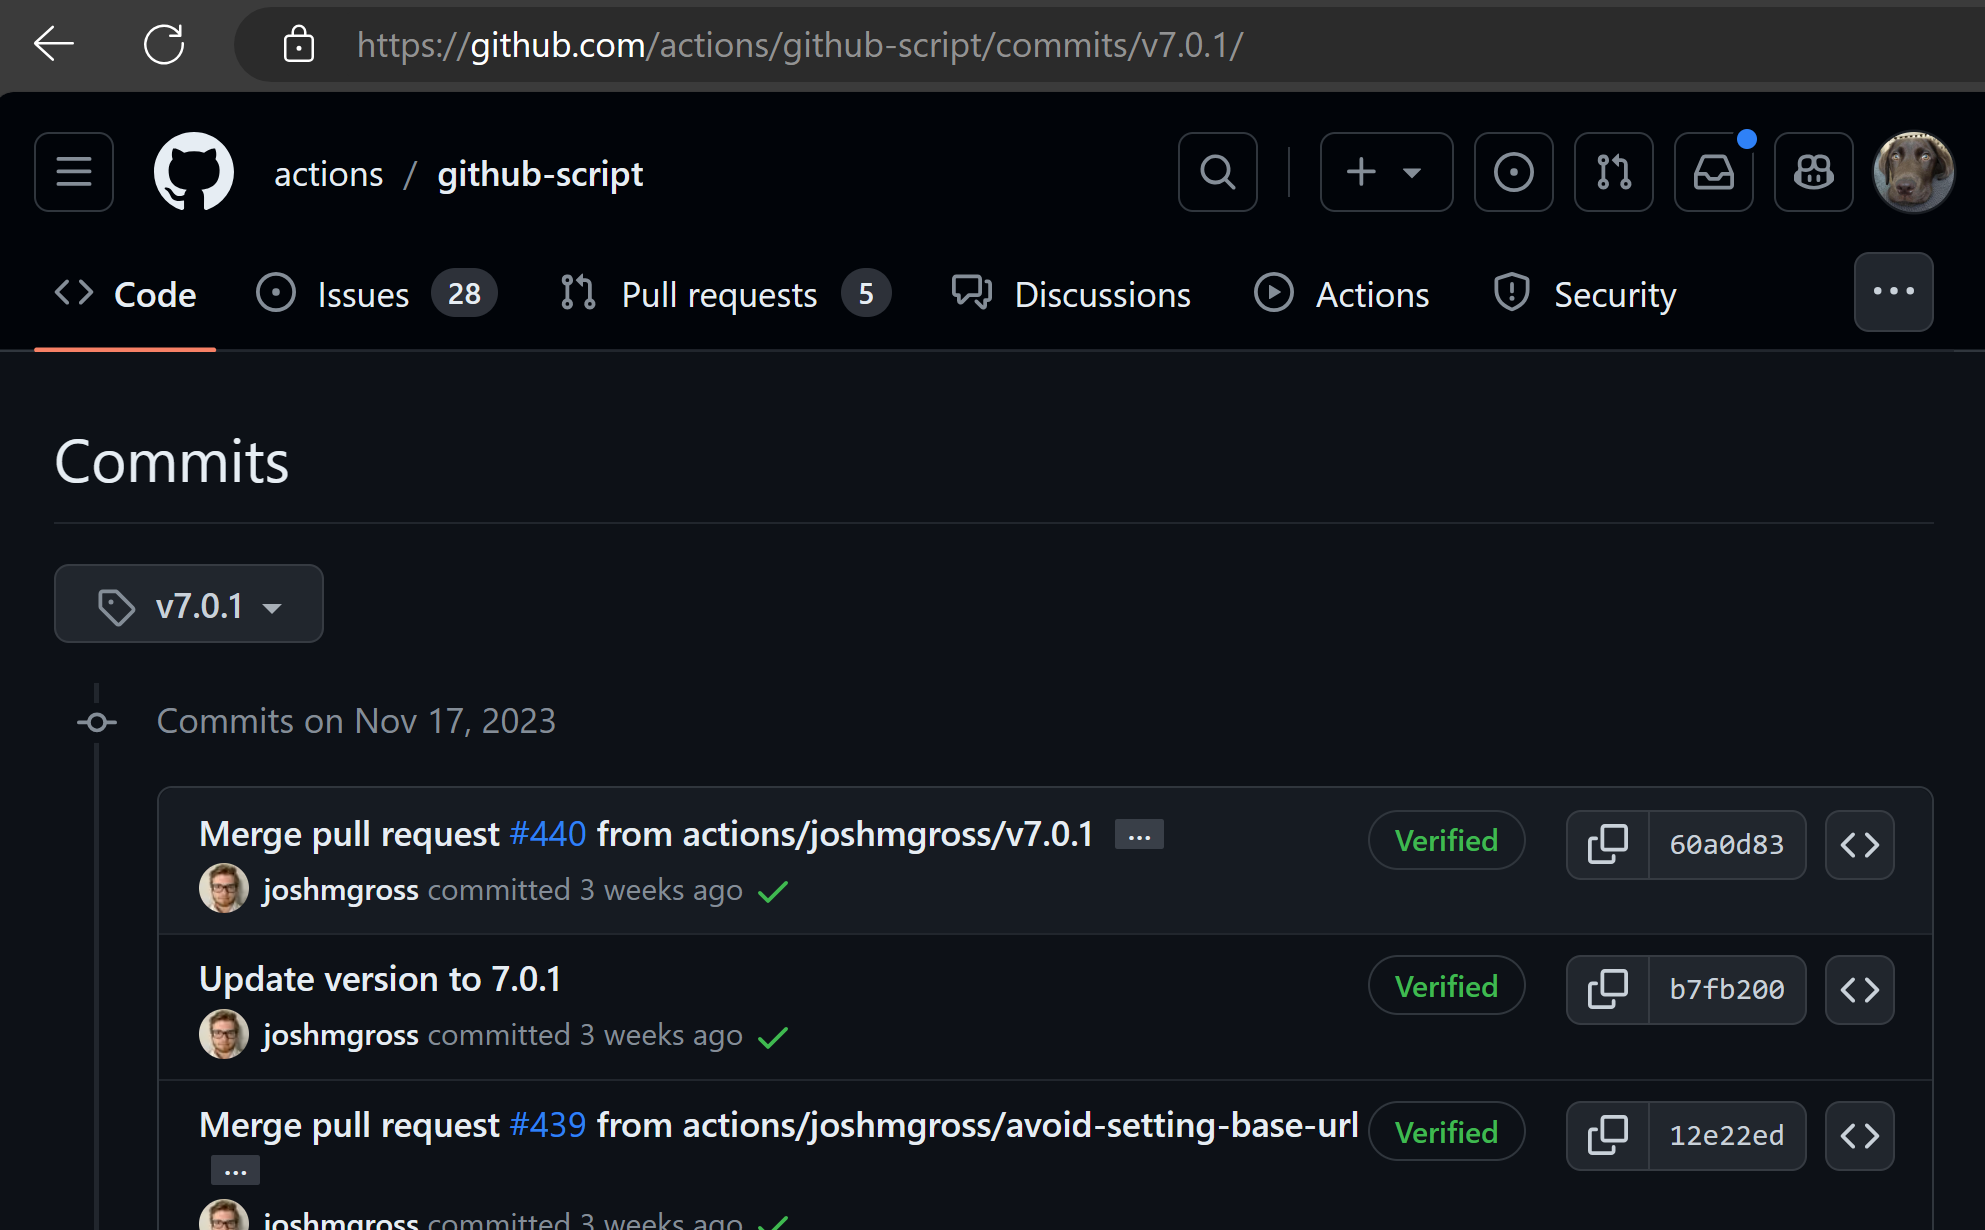 https://github.com/actions/github-script/commits/v7.0.1/
actions / github-script
Code Issues 28 Pull requests 5 Discussions Actions Security
Commits
v7.0.1
Commits on Nov 17, 2023
Merge pull request #440 from actions/joshmgross/v7.0.1 ... Verified 60a0d83
joshmgross committed 3 weeks ago
Update version to 7.0.1 Verified b7fb200
joshmgross committed 3 weeks ago
Merge pull request #439 from actions/joshmgross/avoid-setting-base-url Verified 12e22ed
...
joshmgross committed 3 weeks ago